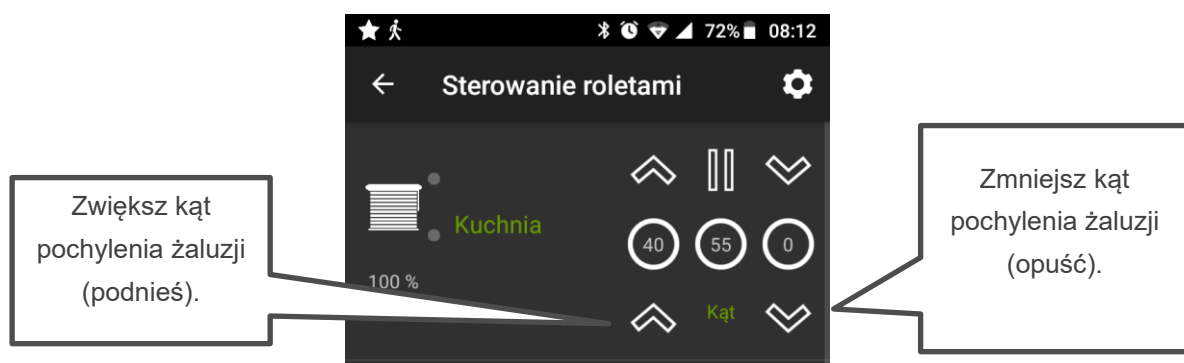 72% 08:12
Sterowanie roletami
Zwiększ kąt
pochylenia żaluzji
(podnieś).
Kuchnia
100 %
40 55 0
Kąt
Zmniejsz kąt
pochylenia żaluzji
(opuść).